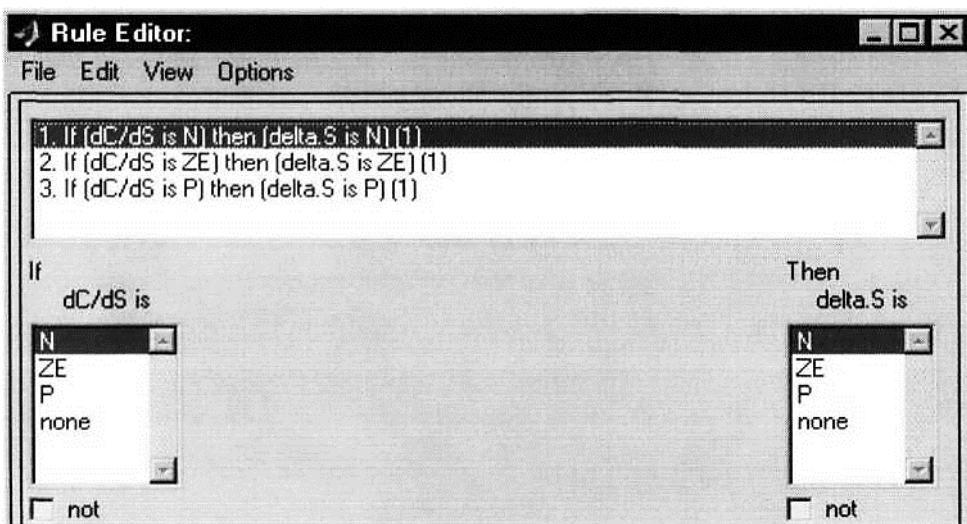 Rule Editor:
File Edit View Options
1. If (dC/dS is N) then (delta.S is N) (1)
2. If (dC/dS is ZE) then (delta.S is ZE) (1)
3. If (dC/dS is P) then (delta.S is P) (1)
If
dC/dS is
N
ZE
P
none
not
Then
delta.S is
N
ZE
P
none
not